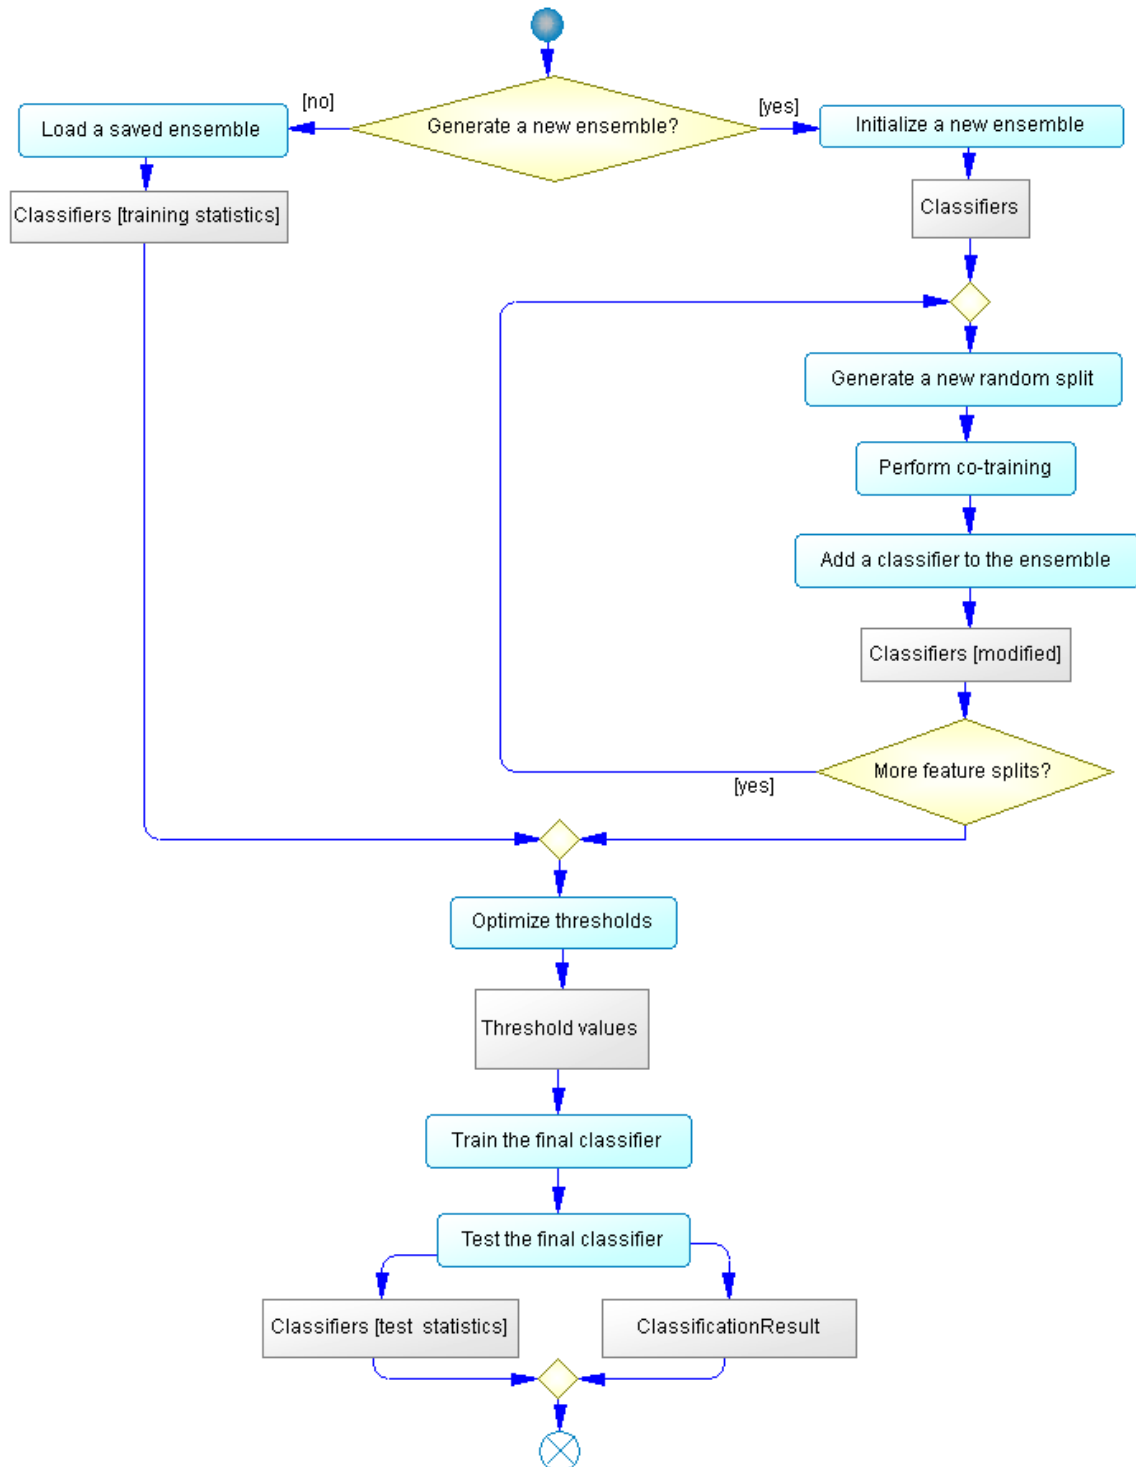 [no]
[yes]
Load a saved ensemble
Generate a new ensemble?
Initialize a new ensemble
Classifiers [training statistics]
Classifiers
Generate a new random split
Perform co-training
Add a classifier to the ensemble
Classifiers [modified]
More feature splits?
[yes]
Optimize thresholds
Threshold values
Train the final classifier
Test the final classifier
Classifiers [test statistics]
ClassificationResult